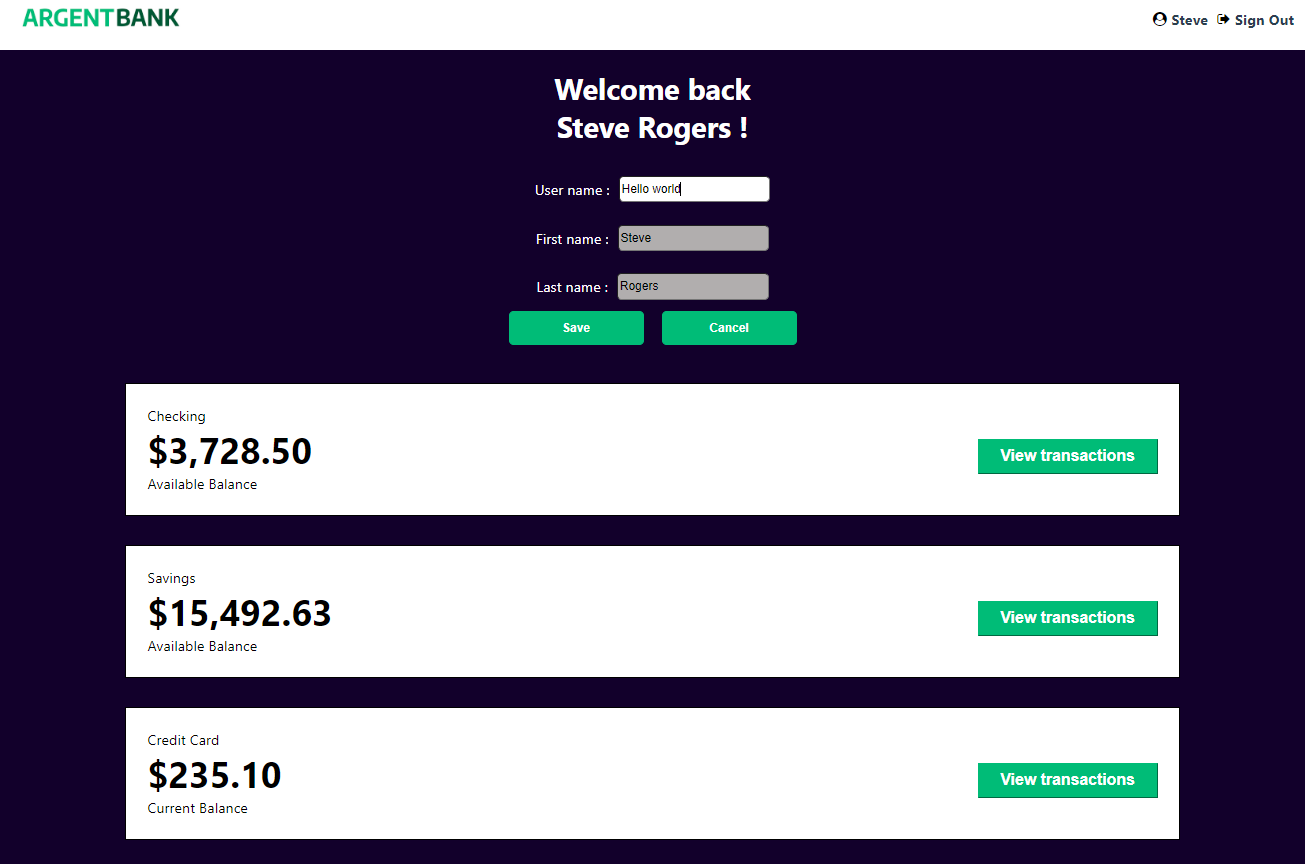 ARGENTBANK
Steve Sign Out
Welcome back
Steve Rogers !
User name : Hello world
First name : Steve
Last name : Rogers
Save Cancel
Checking
$3,728.50
Available Balance
View transactions
Savings
$15,492.63
Available Balance
View transactions
Credit Card
$235.10
Current Balance
View transactions